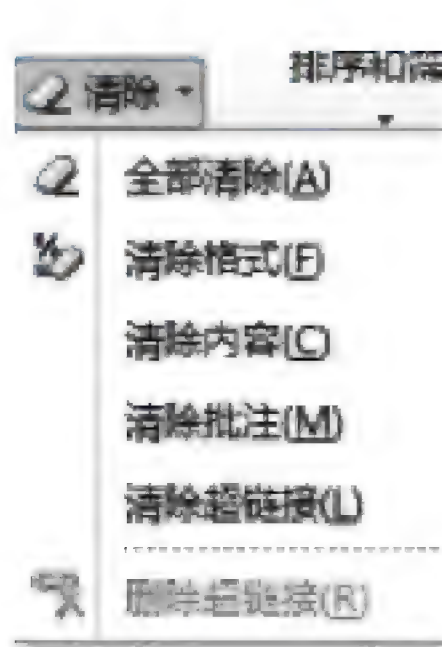 清除
排序和筛
全部清除(A)
清除格式(F)
清除内容(C)
清除批注(M)
清除超链接(L)
删除超链接(R)